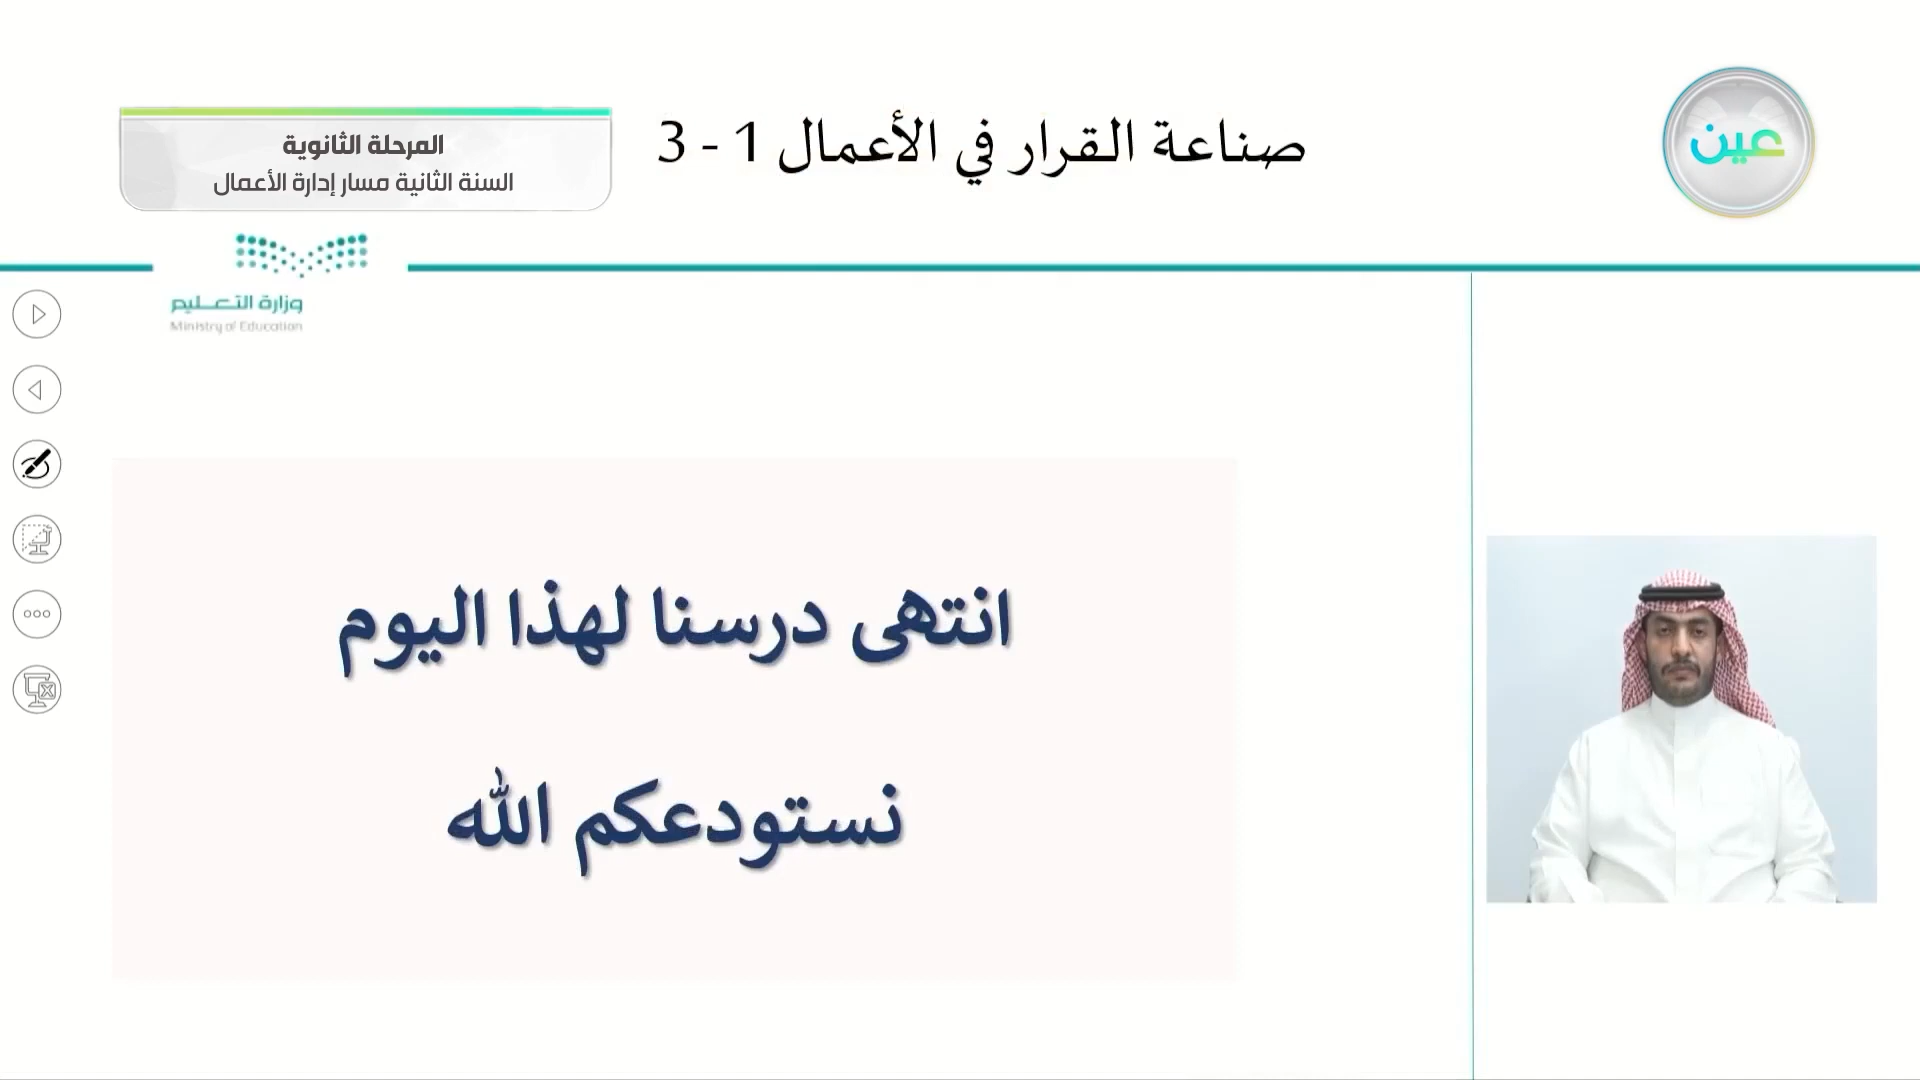 عين
صناعة القرار في الأعمال 1 - 3
المرحلة الثانوية
السنة الثانية مسار إدارة الأعمال
وزارة التعليم
Ministry of Education
انتهى درسنا لهذا اليوم
نستودعكم الله